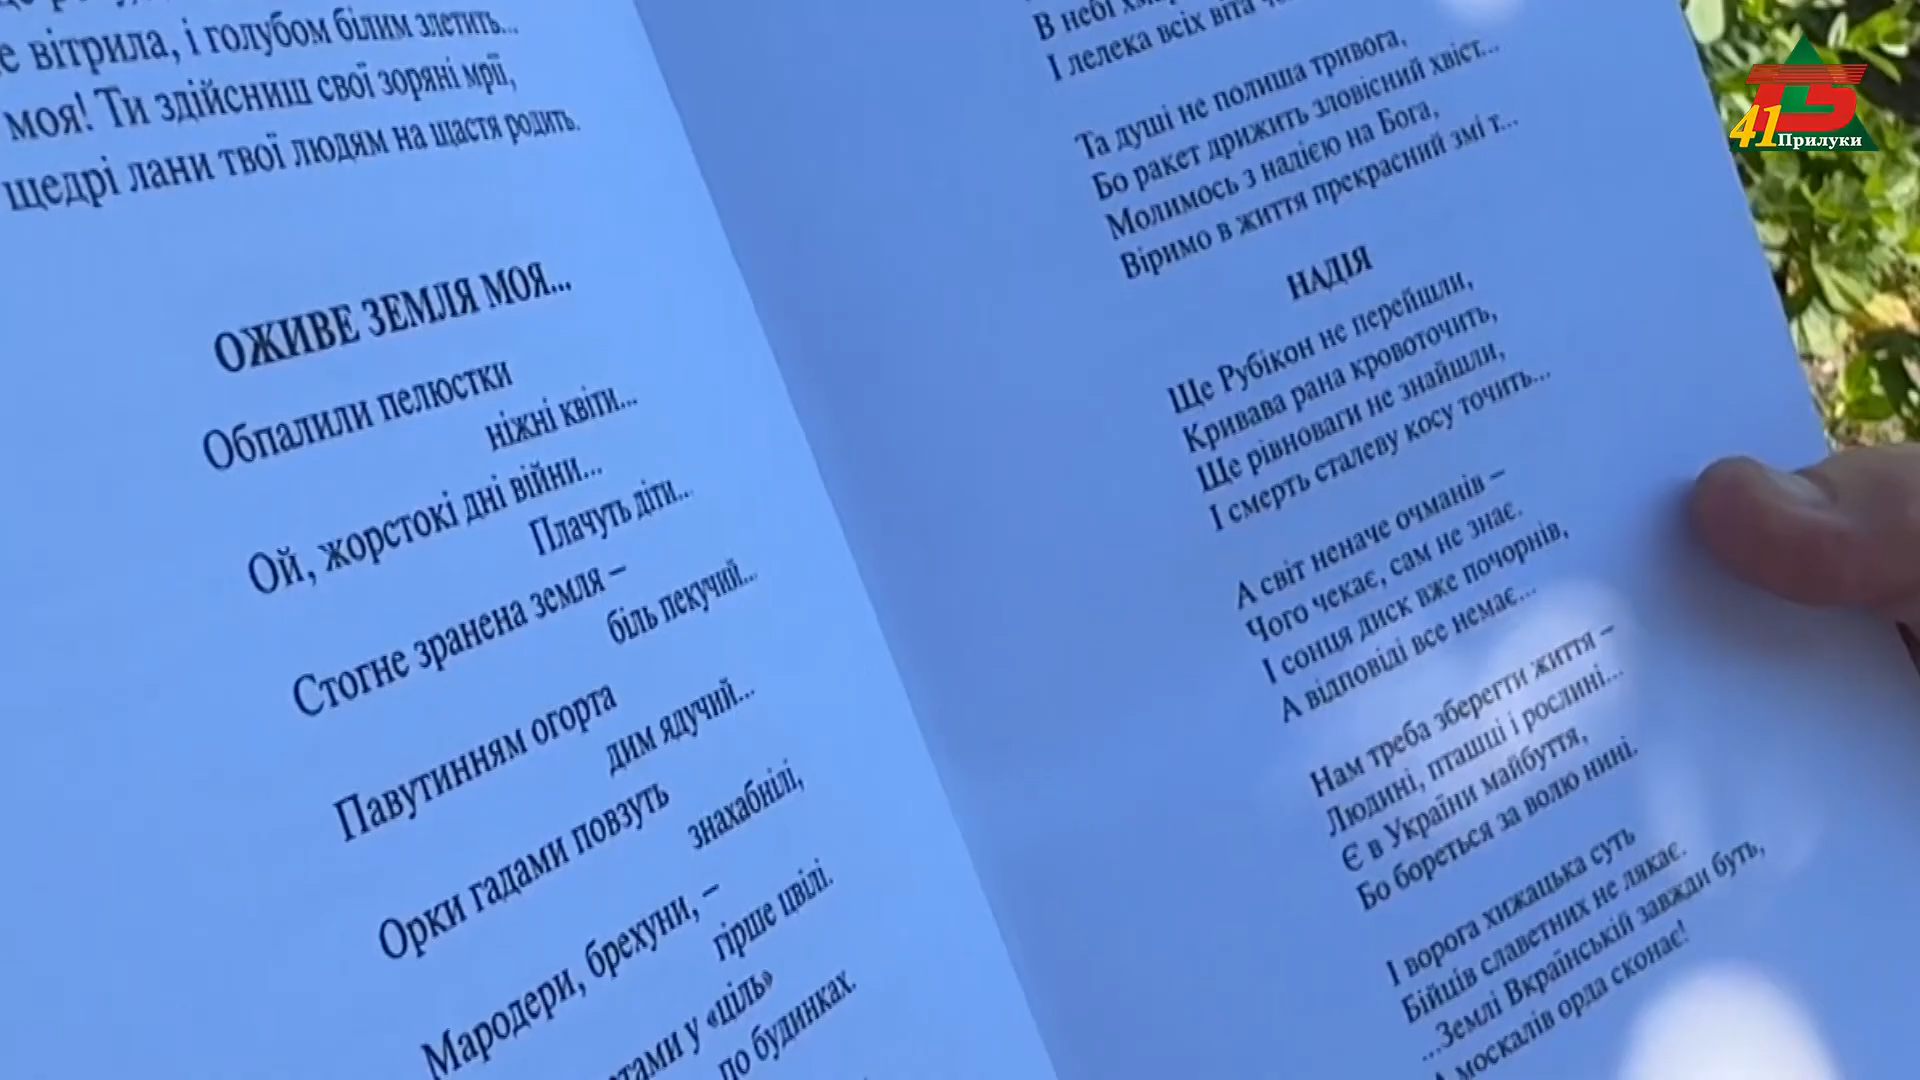 е вітрила, і голубом білим злетить...
моя! Ти здійсниш свої зоряні мрії,
щедрі лани твої людям на щастя родить.
ОЖИВЕ ЗЕМЛЯ МОЯ...
Обпалили пелюстки
ніжні квіти...
Ой, жорстокі дні війни...
Плачуть діти...
Стогне зранена земля –
біль пекучий...
Павутинням огорта
дим ядучий...
Орки гадами повзуть
знахабнілі,
Мародери, брехуни, –
гірше цвілі.
у «ціль»
по будинках.
В небі
І лелека всіх віта
Та душі не полиша тривога,
Бо ракет дрижить зловісний хвіст...
Молимось з надією на Бога,
Віримо в життя прекрасний змі т...
НАДІЯ
Ще Рубікон не перейшли,
Кривава рана кровоточить,
Ще рівноваги не знайшли,
І смерть сталеву косу точить...
А світ неначе очманів –
Чого чекає, сам не знає.
І сонця диск вже почорнів,
А відповіді все немає...
Нам треба зберегти життя –
Людині, пташці і рослині...
Є в України майбуття,
Бо бореться за волю нині.
І ворога хижацька суть
Бійців славетних не лякає.
...Землі Вкраїнській завжди буть,
А москалів орда сконає!
ТБ
41
Прилуки